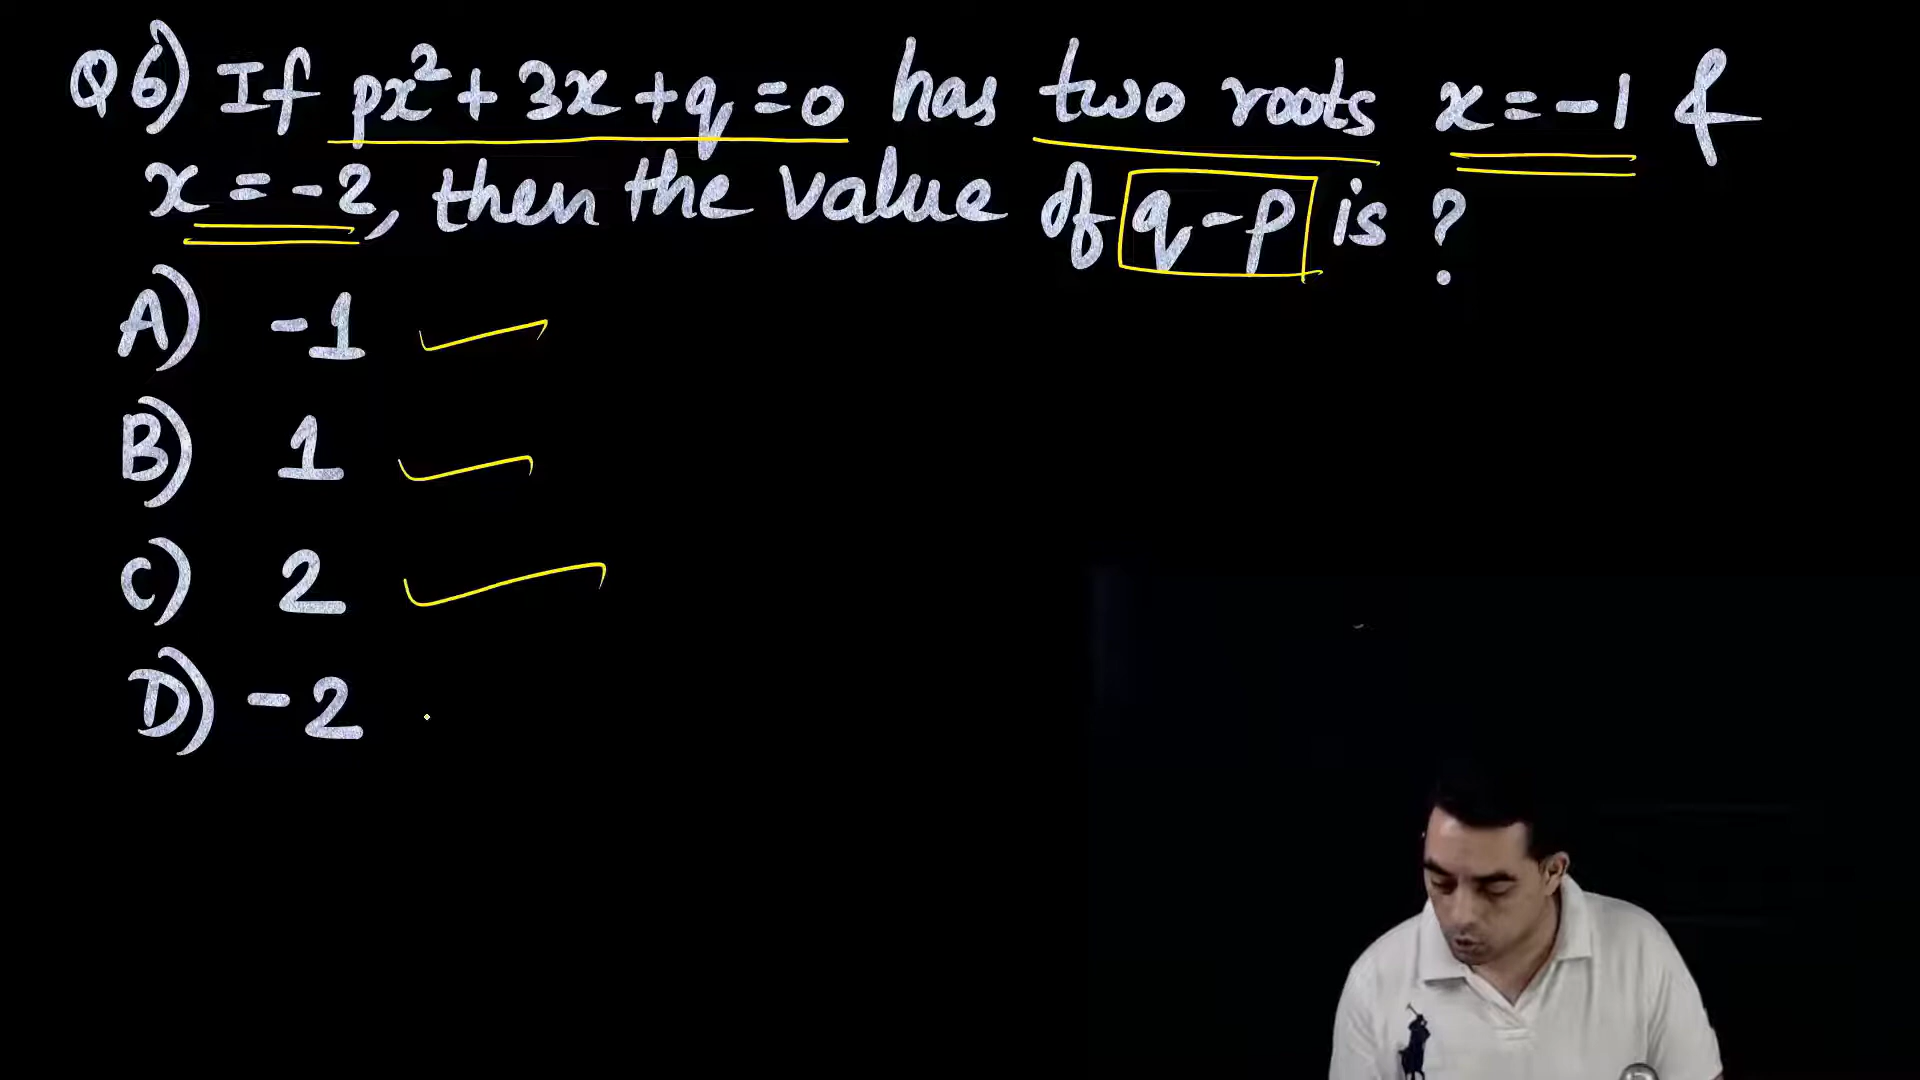 Q6) If px²+3x+q=0 has two roots x=-1 &
x=-2, then the value of q-p is ?
A) -1
B) 1
C) 2
D) -2